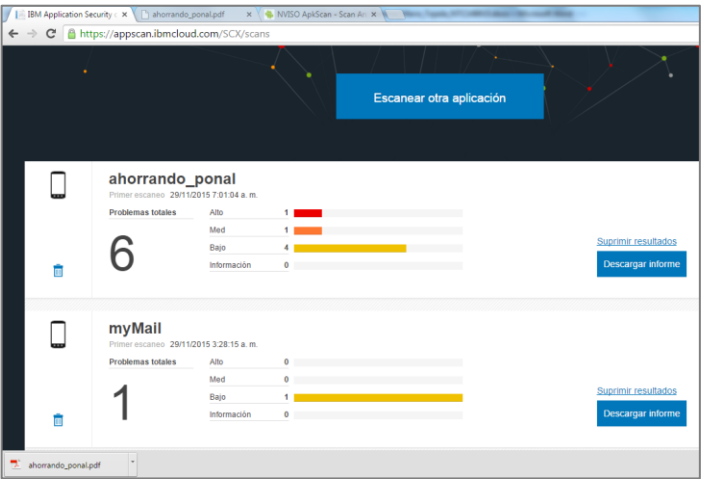 IBM Application Security
ahorrando_ponal.pdf
NVISO ApkScan - Scan An
https://appscan.ibmcloud.com/SCX/scans
Escanear otra aplicación
ahorrando_ponal
Primer escaneo 29/11/2015 7:01:04 a. m.
Problemas totales
6
Alto 1
Med 1
Bajo 4
Información 0
Suprimir resultados
Descargar informe
myMail
Primer escaneo 29/11/2015 3:28:15 a. m.
Problemas totales
1
Alto 0
Med 0
Bajo 1
Información 0
Suprimir resultados
Descargar informe
ahorrando_ponal.pdf